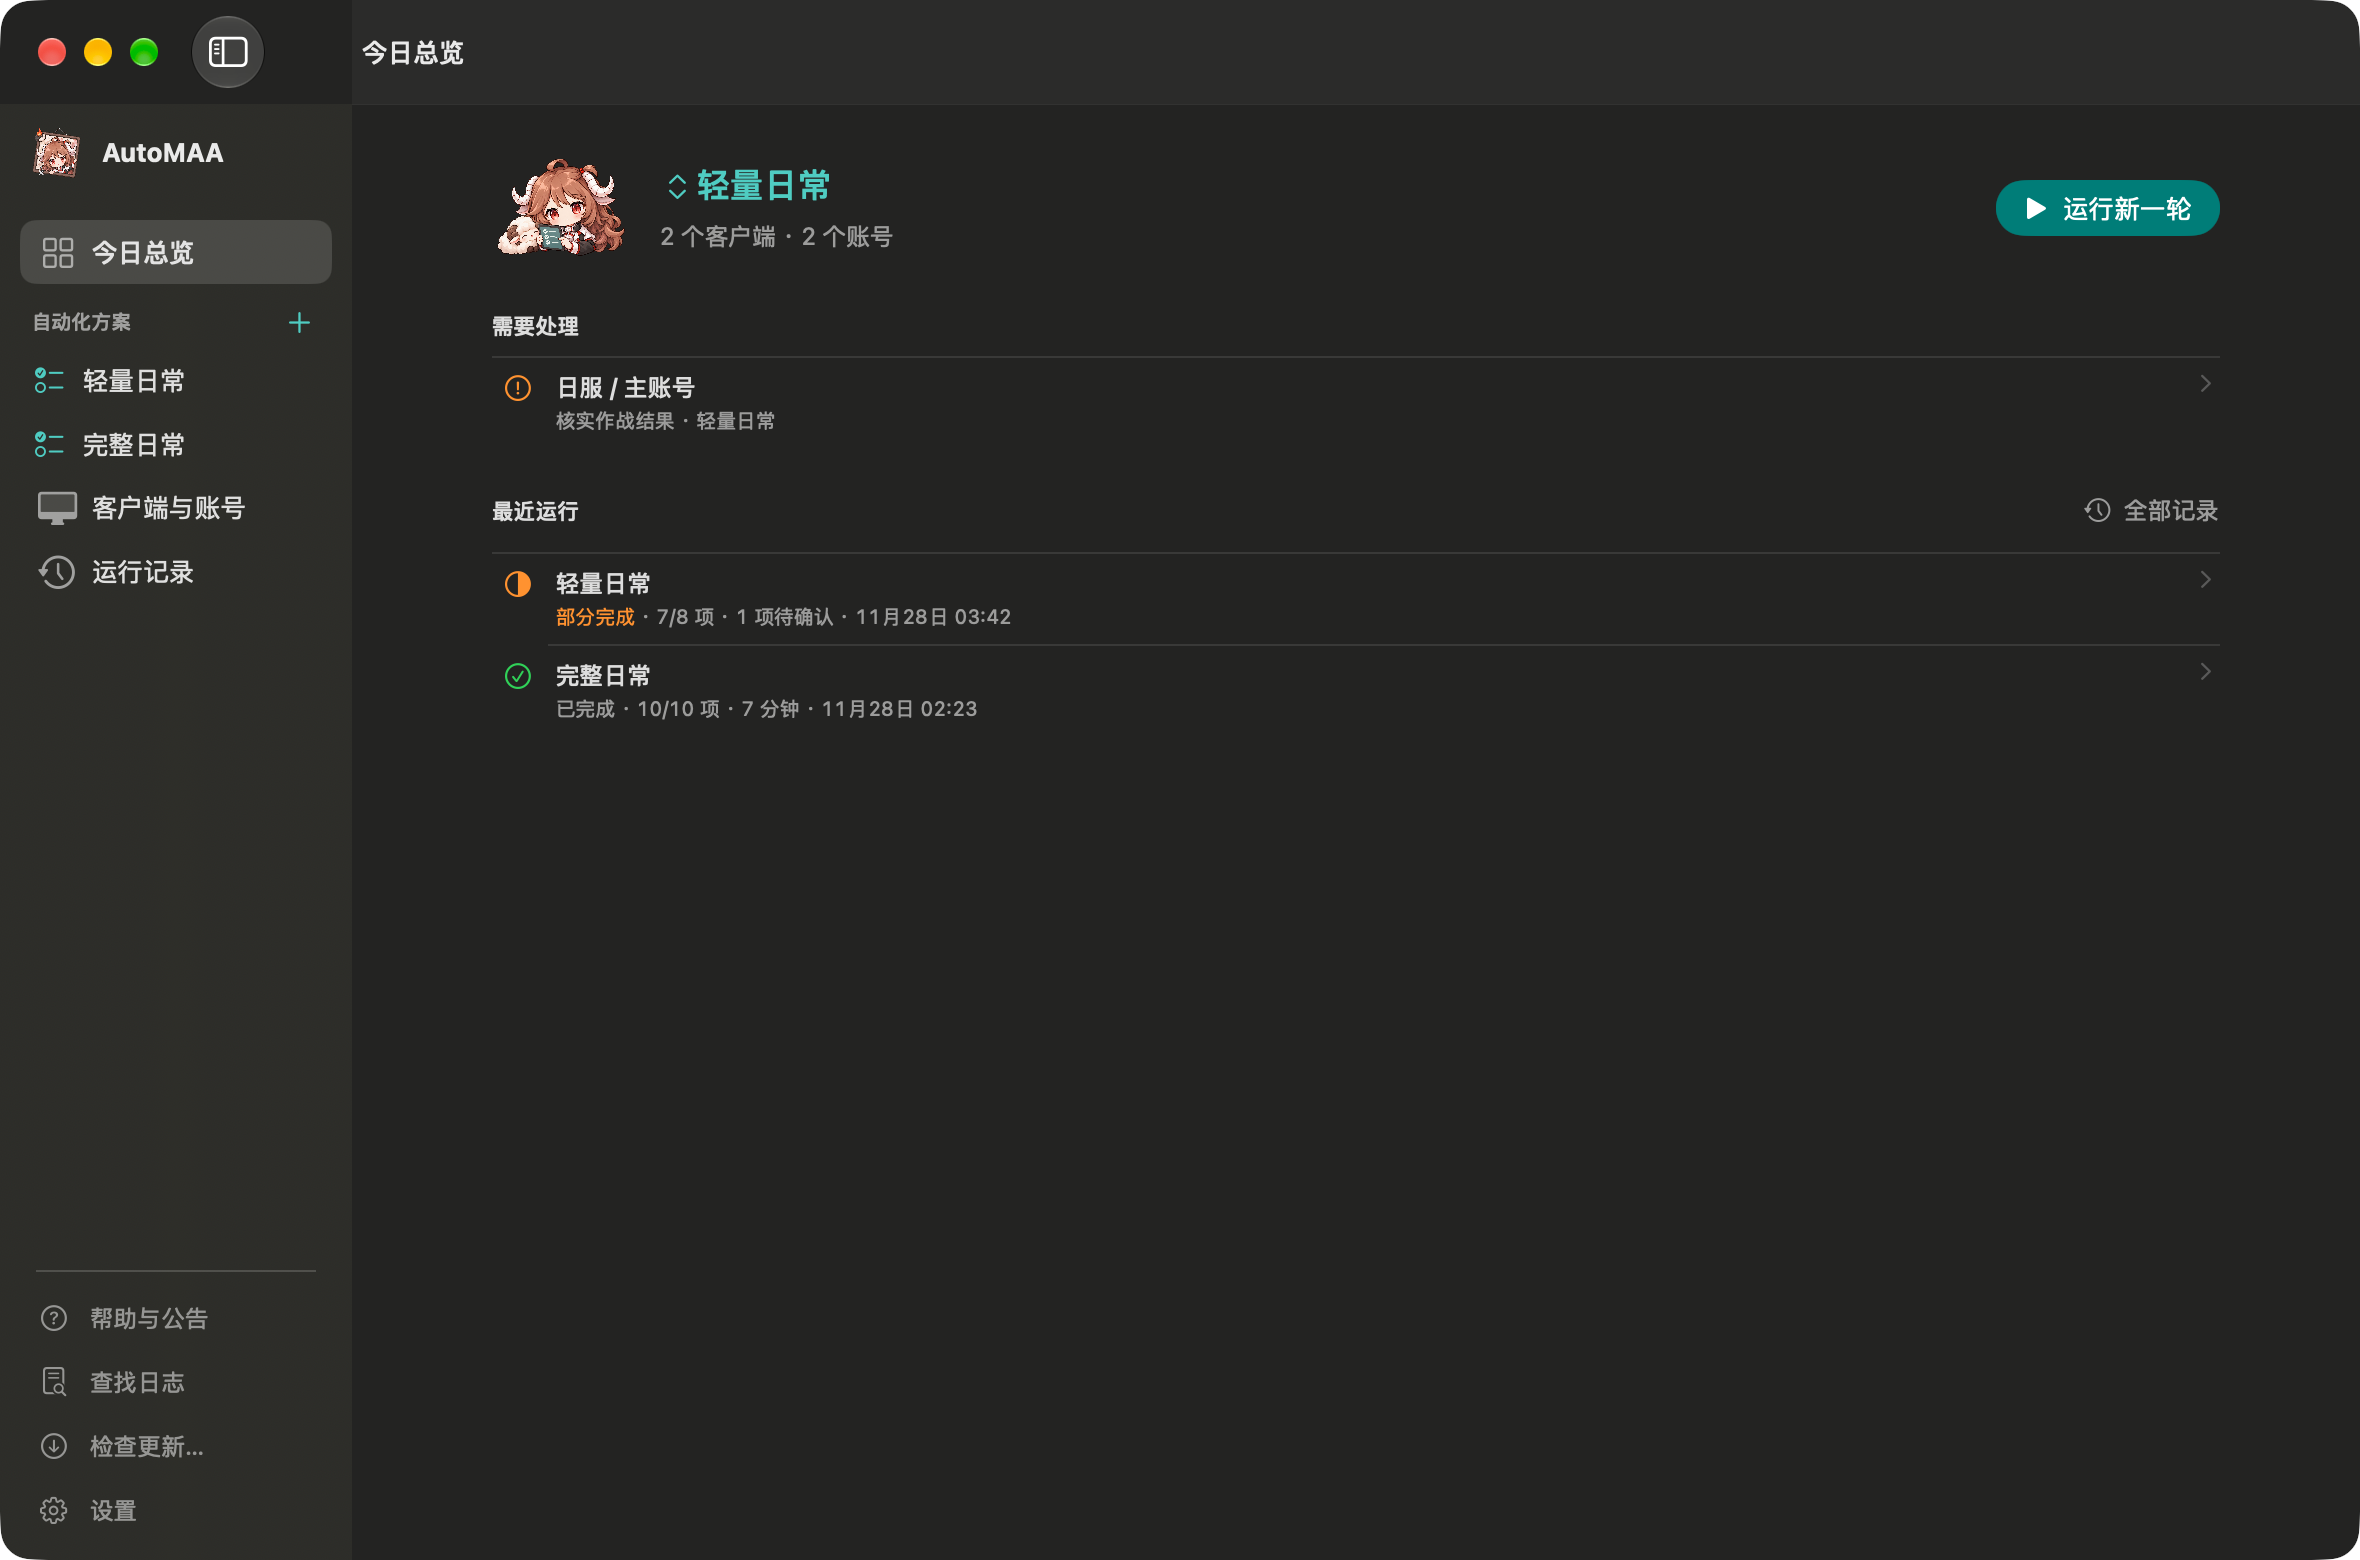 今日总览
AutoMAA
今日总览
自动化方案
轻量日常
完整日常
客户端与账号
运行记录
帮助与公告
查找日志
检查更新...
设置
轻量日常
2 个客户端 · 2 个账号
运行新一轮
需要处理
日服 / 主账号
核实作战结果 · 轻量日常
最近运行
全部记录
轻量日常
部分完成 · 7/8 项 · 1 项待确认 · 11月28日 03:42
完整日常
已完成 · 10/10 项 · 7 分钟 · 11月28日 02:23